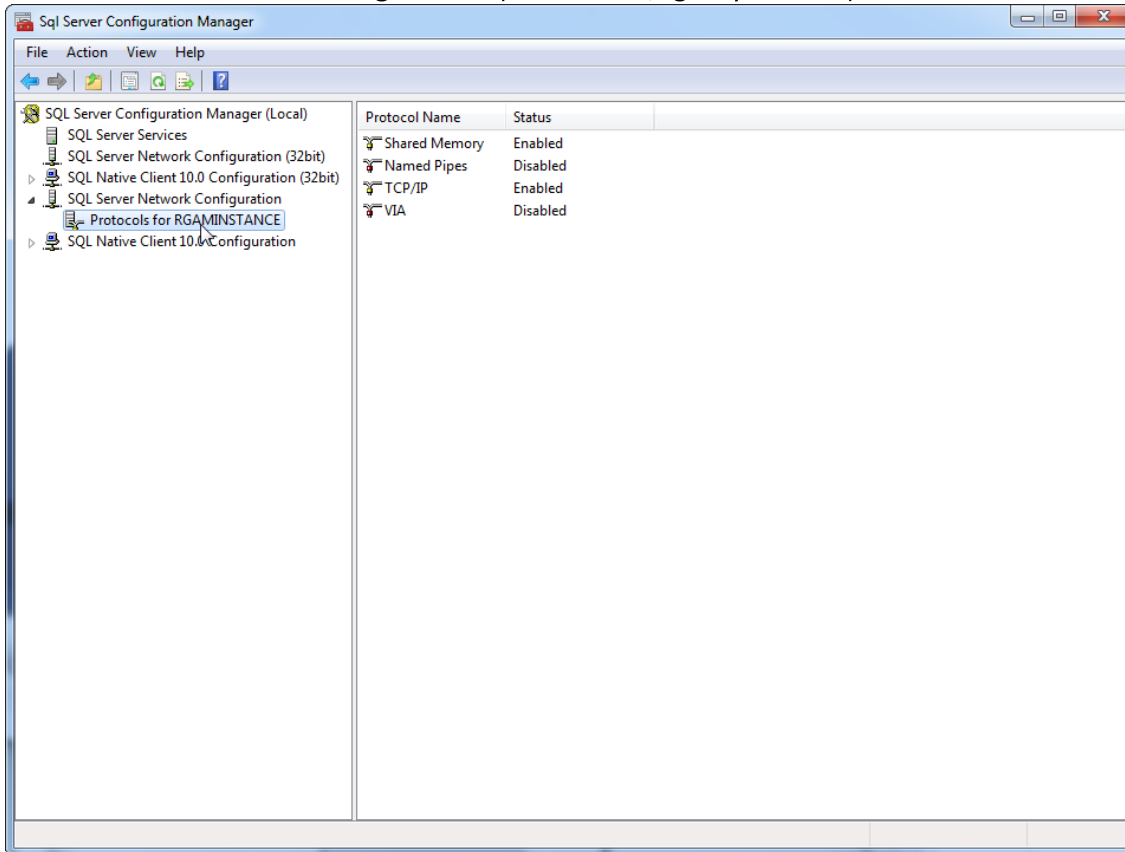 Sql Server Configuration Manager
File Action View Help
SQL Server Configuration Manager (Local)
SQL Server Services
SQL Server Network Configuration (32bit)
SQL Native Client 10.0 Configuration (32bit)
SQL Server Network Configuration
Protocols for RGAMINSTANCE
SQL Native Client 10.0 Configuration
Protocol Name Status
Shared Memory Enabled
Named Pipes Disabled
TCP/IP Enabled
VIA Disabled